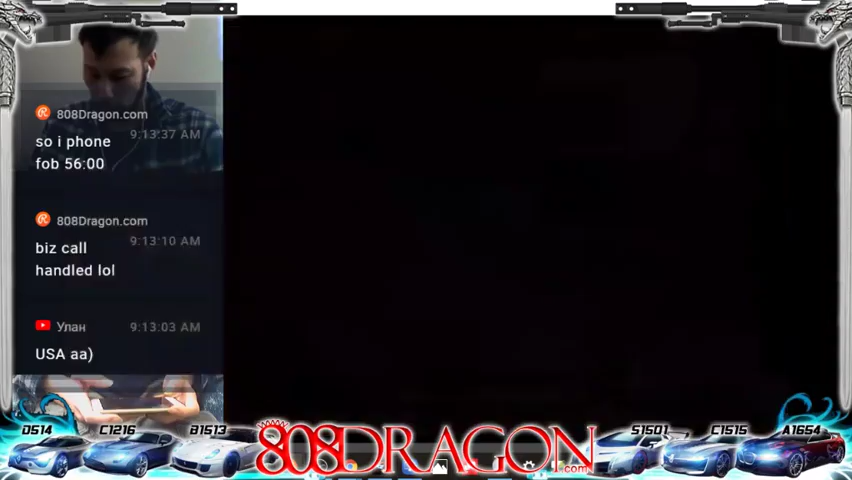 808Dragon.com
9:13:37 AM
so i phone
fob 56:00
808Dragon.com
9:13:10 AM
biz call
handled lol
Улан 9:13:03 AM
USA aa)
D514 C1216 B1513 S1501 C1515 A1654
808DRAGON
.com